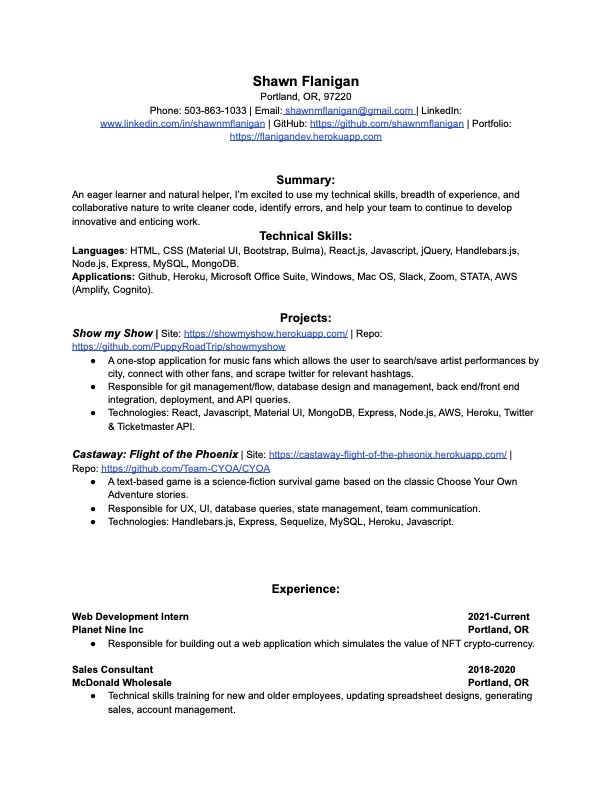 Shawn Flanigan
Portland, OR, 97220
Phone: 503-863-1033 | Email: shawnmflanigan@gmail.com | LinkedIn:
www.linkedin.com/in/shawnmflanigan | GitHub: https://github.com/shawnmflanigan | Portfolio:
https://flanigandev.herokuapp.com
Summary:
An eager learner and natural helper, I'm excited to use my technical skills, breadth of experience, and
collaborative nature to write cleaner code, identify errors, and help your team to continue to develop
innovative and enticing work.
Technical Skills:
Languages: HTML, CSS (Material UI, Bootstrap, Bulma), React.js, Javascript, jQuery, Handlebars.js,
Node.js, Express, MySQL, MongoDB.
Applications: Github, Heroku, Microsoft Office Suite, Windows, Mac OS, Slack, Zoom, STATA, AWS
(Amplify, Cognito).
Projects:
Show my Show | Site: https://showmyshow.herokuapp.com/ | Repo:
https://github.com/PuppyRoadTrip/showmyshow
● A one-stop application for music fans which allows the user to search/save artist performances by
city, connect with other fans, and scrape twitter for relevant hashtags.
● Responsible for git management/flow, database design and management, back end/front end
integration, deployment, and API queries.
● Technologies: React, Javascript, Material UI, MongoDB, Express, Node.js, AWS, Heroku, Twitter
& Ticketmaster API.
Castaway: Flight of the Phoenix | Site: https://castaway-flight-of-the-pheonix.herokuapp.com/ |
Repo: https://github.com/Team-CYOA/CYOA
● A text-based game is a science-fiction survival game based on the classic Choose Your Own
Adventure stories.
● Responsible for UX, UI, database queries, state management, team communication.
● Technologies: Handlebars.js, Express, Sequelize, MySQL, Heroku, Javascript.
Experience:
Web Development Intern 2021-Current
Planet Nine Inc Portland, OR
● Responsible for building out a web application which simulates the value of NFT crypto-currency.
Sales Consultant 2018-2020
McDonald Wholesale Portland, OR
● Technical skills training for new and older employees, updating spreadsheet designs, generating
sales, account management.